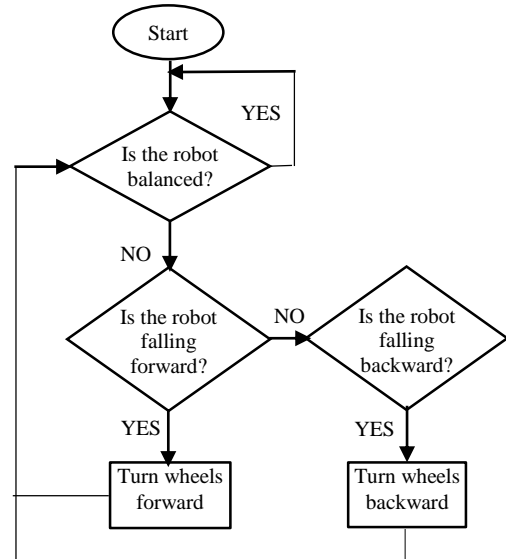 Start
YES
Is the robot
balanced?
NO
Is the robot
falling
forward?
NO
Is the robot
falling
backward?
YES
YES
Turn wheels
forward
Turn wheels
backward